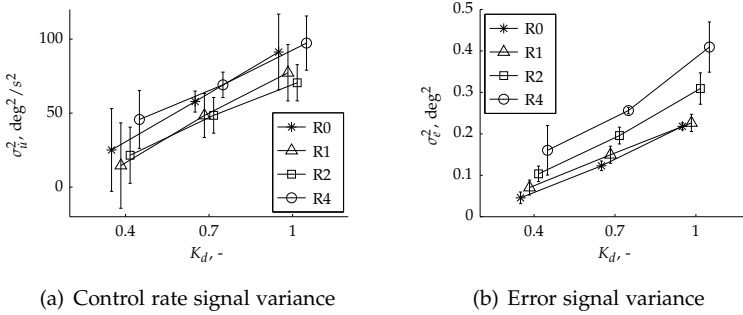 100
50
0
σ²u̇, deg²/s²
R0
R1
R2
R4
0.4 0.7 1
K_d, -
(a) Control rate signal variance
0.5
0.4
0.3
0.2
0.1
0
σ²e, deg²
R0
R1
R2
R4
0.4 0.7 1
K_d, -
(b) Error signal variance